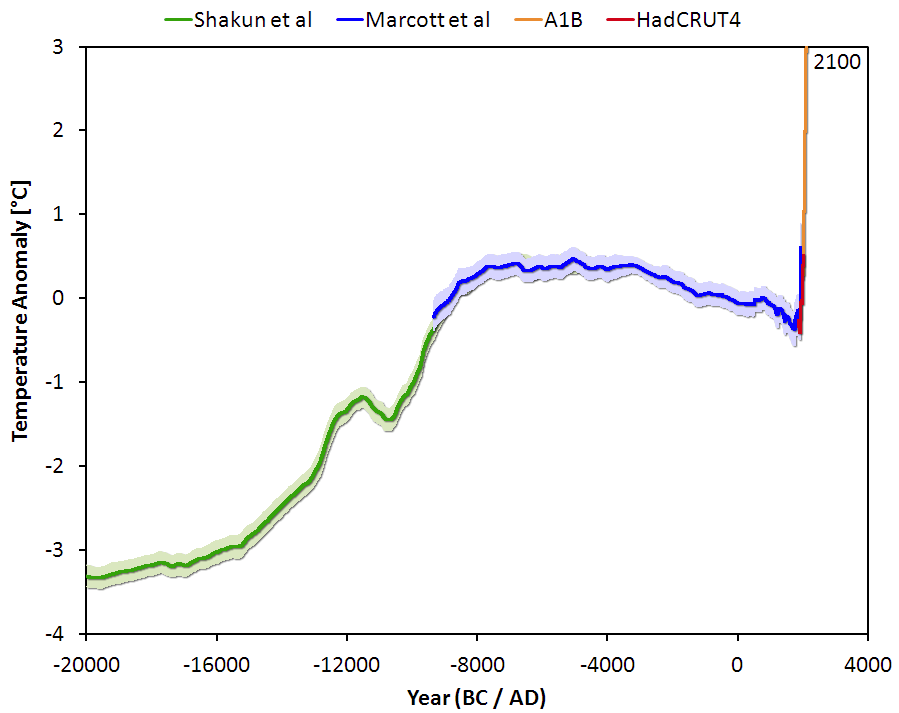 Shakun et al Marcott et al A1B HadCRUT4
3
2100
2
1
0
-1
-2
-3
-4
Temperature Anomaly [°C]
-20000 -16000 -12000 -8000 -4000 0 4000
Year (BC / AD)